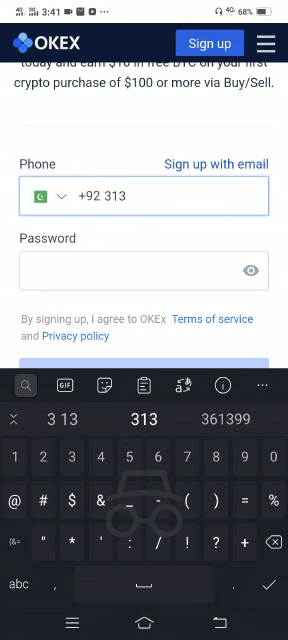 4G 3G 3:41 4G 68%
OKEX Sign up
today and earn $10 in free BTC on your first
crypto purchase of $100 or more via Buy/Sell.
Phone Sign up with email
+92 313
Password
By signing up, I agree to OKEx Terms of service
and Privacy policy
GIF
3 13 313 361399
1 2 3 4 5 6 7 8 9 0
@ # $ & _ - ( ) = %
{&= " * ' : / ! ? +
abc , .